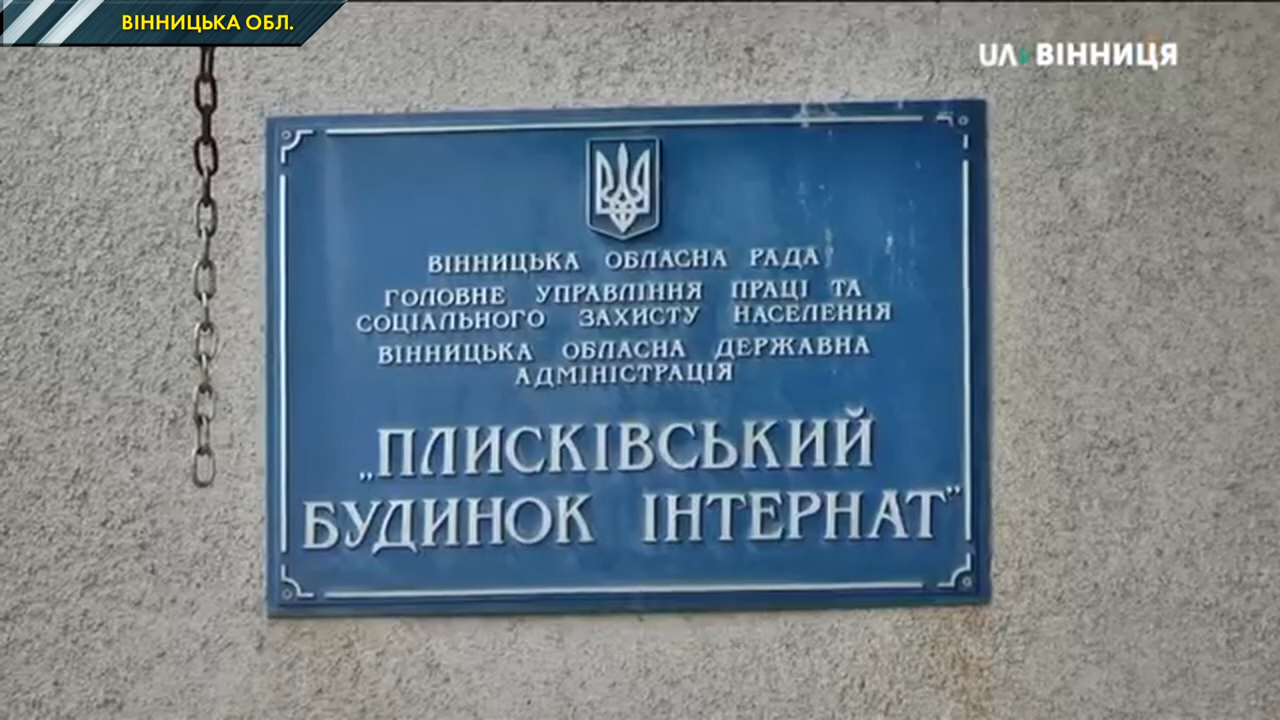 ВІННИЦЬКА ОБЛ.
UA ВІННИЦЯ
ВІННИЦЬКА ОБЛАСНА РАДА
ГОЛОВНЕ УПРАВЛІННЯ ПРАЦІ ТА
СОЦІАЛЬНОГО ЗАХИСТУ НАСЕЛЕННЯ
ВІННИЦЬКА ОБЛАСНА ДЕРЖАВНА
АДМІНІСТРАЦІЯ
„ПЛИСКІВСЬКИЙ
БУДИНОК ІНТЕРНАТ"